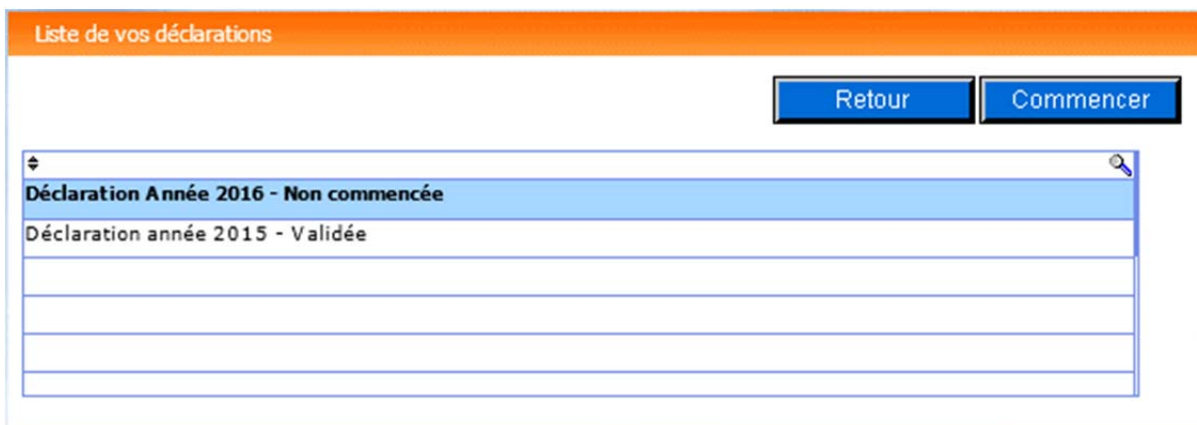 Liste de vos déclarations
Retour
Commencer
Déclaration Année 2016 - Non commencée
Déclaration année 2015 - Validée